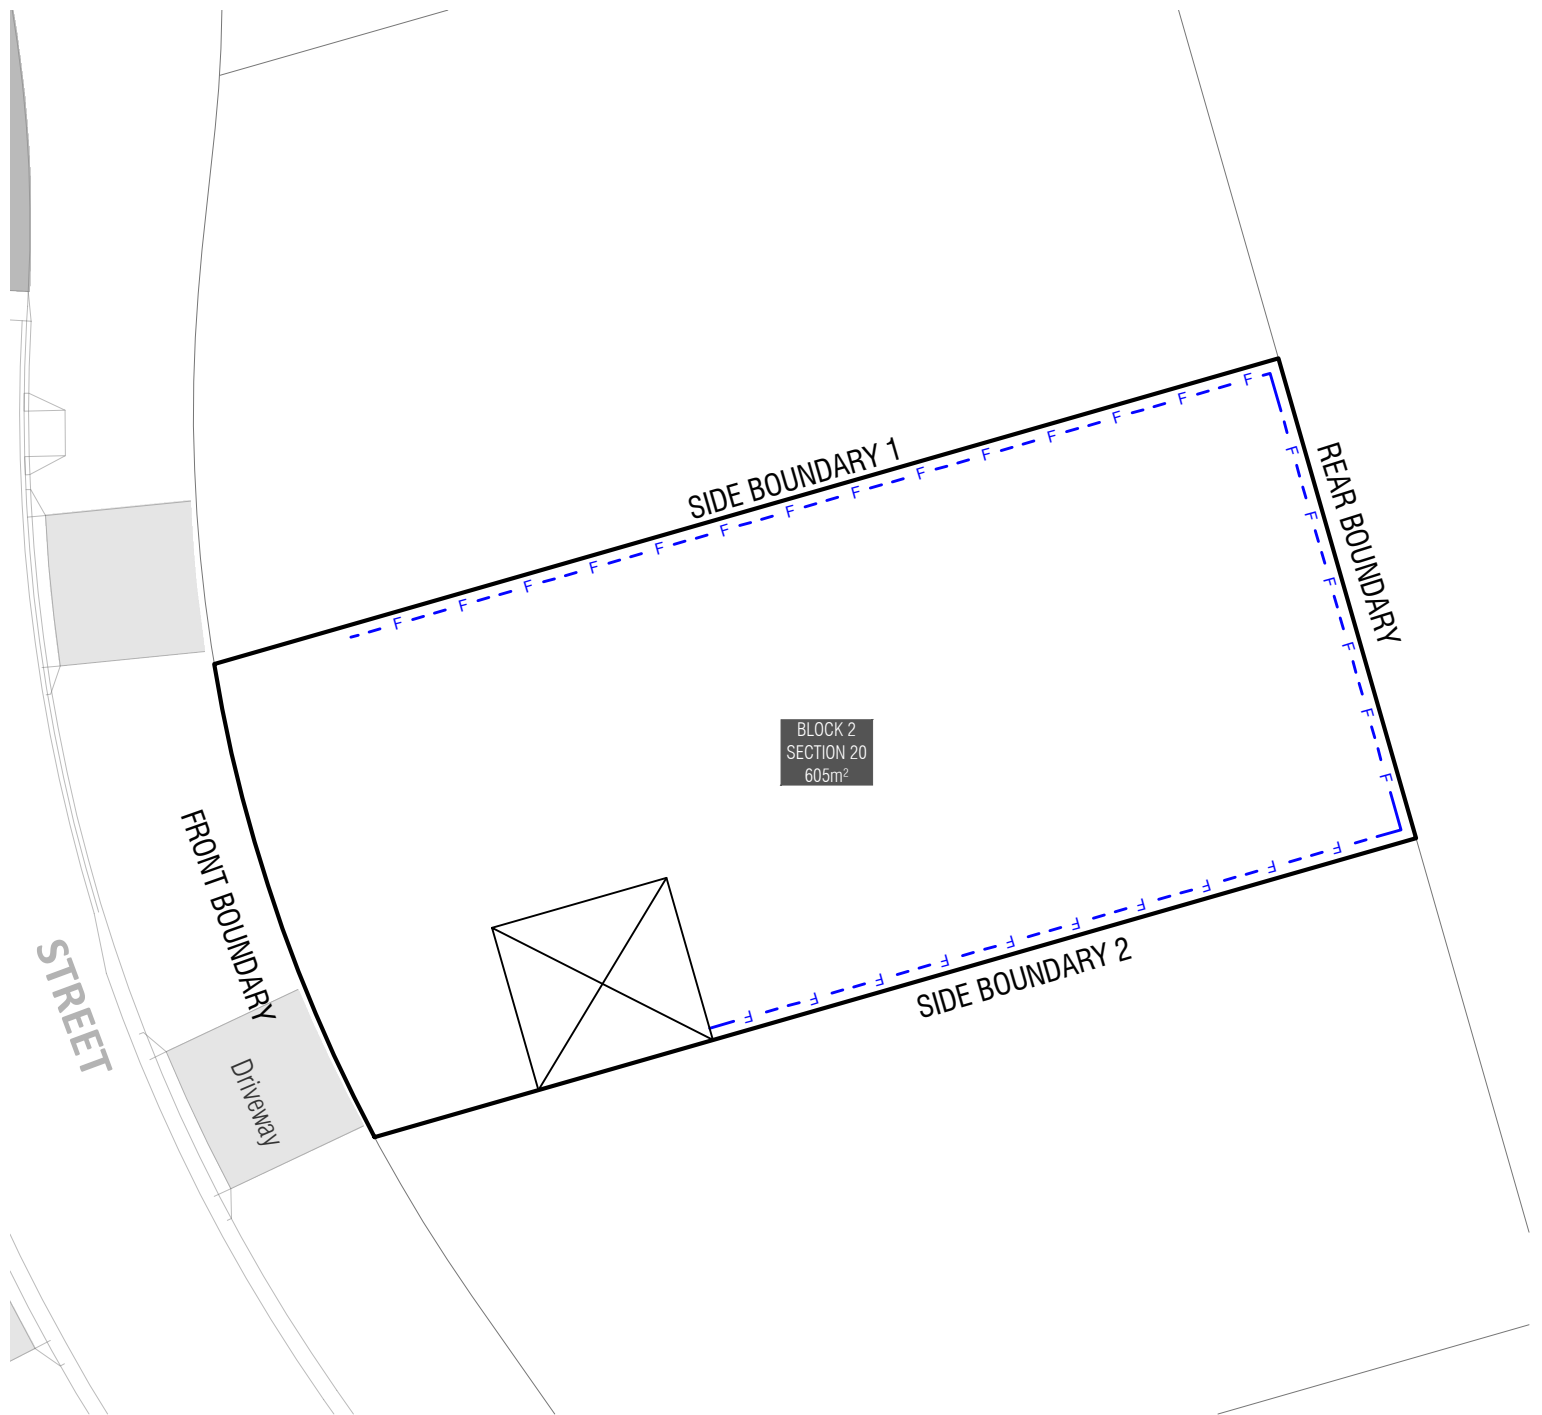 SIDE BOUNDARY 1
F F F F F F F F F F F F F F
REAR BOUNDARY
F F F F F F
BLOCK 2
SECTION 20
605m²
FRONT BOUNDARY
F F F F F F F F F F
SIDE BOUNDARY 2
STREET
Driveway